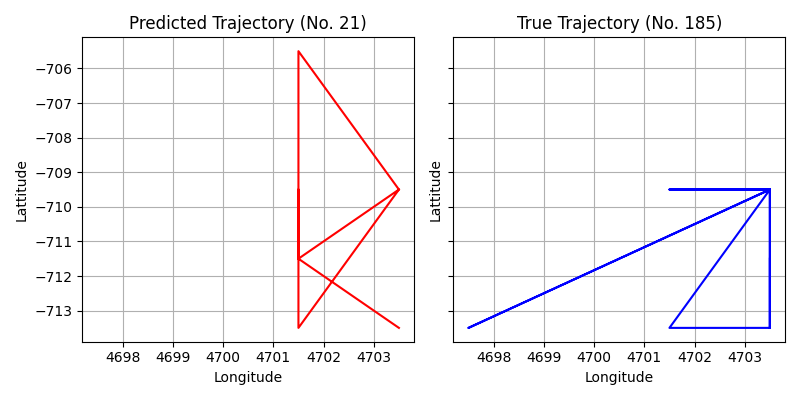 Predicted Trajectory (No. 21)
True Trajectory (No. 185)
−706
−707
−708
−709
−710
−711
−712
−713
Lattitude
Lattitude
4698 4699 4700 4701 4702 4703
4698 4699 4700 4701 4702 4703
Longitude
Longitude